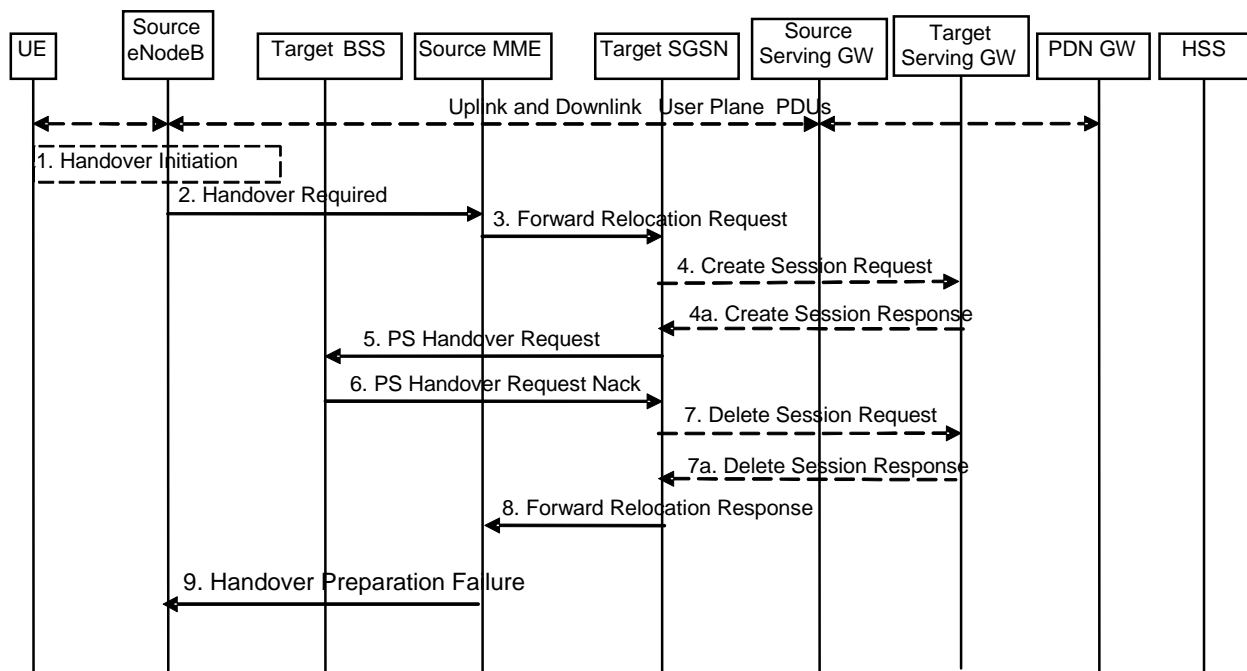 UE
Source
eNodeB
Target BSS
Source MME
Target SGSN
Source
Serving GW
Target
Serving GW
PDN GW
HSS
Uplink and Downlink User Plane PDUs
1. Handover Initiation
2. Handover Required
3. Forward Relocation Request
4. Create Session Request
4a. Create Session Response
5. PS Handover Request
6. PS Handover Request Nack
7. Delete Session Request
7a. Delete Session Response
8. Forward Relocation Response
9. Handover Preparation Failure